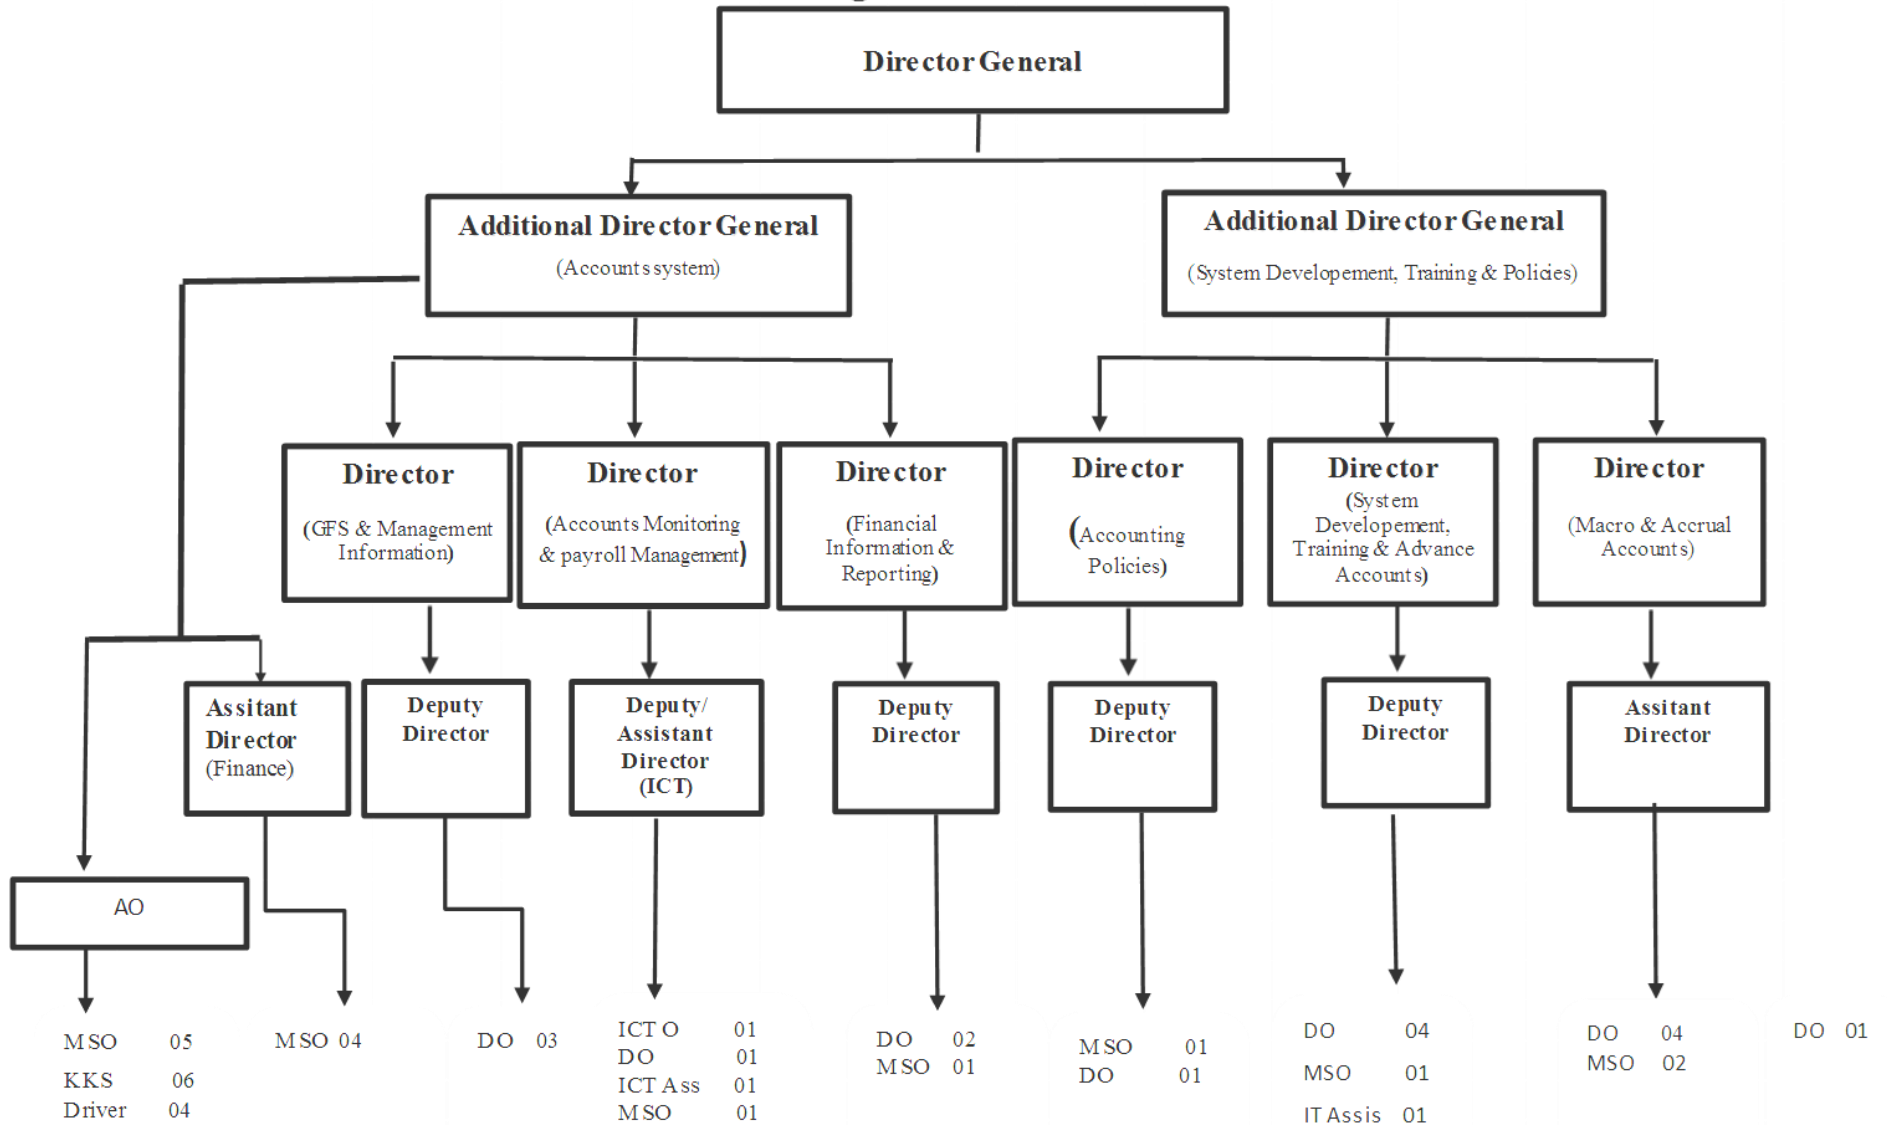 Director General
Additional Director General
(Accounts system)
Additional Director General
(System Developement, Training & Policies)
Director
(GFS & Management
Information)
Director
(Accounts Monitoring
& payroll Management)
Director
(Financial
Information &
Reporting)
Director
(Accounting
Policies)
Director
(System
Developement,
Training & Advance
Accounts)
Director
(Macro & Accrual
Accounts)
Assitant
Director
(Finance)
Deputy
Director
Deputy/
Assistant
Director
(ICT)
Deputy
Director
Deputy
Director
Deputy
Director
Assitant
Director
AO
MSO 05
KKS 06
Driver 04
MSO 04
DO 03
ICT O 01
DO 01
ICT Ass 01
MSO 01
DO 02
MSO 01
MSO 01
DO 01
DO 04
MSO 01
IT Assis 01
DO 04
MSO 02
DO 01